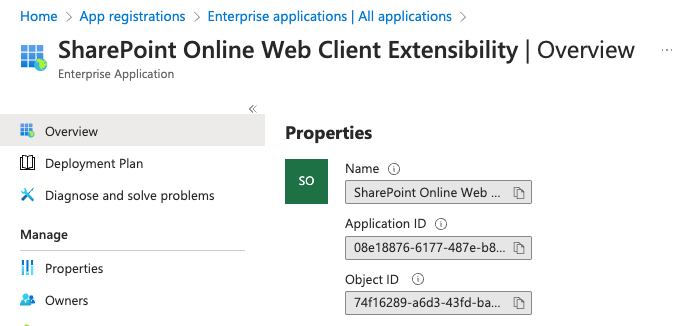 Home > App registrations > Enterprise applications | All applications >
SharePoint Online Web Client Extensibility | Overview ...
Enterprise Application
«
Overview
Deployment Plan
Diagnose and solve problems
Manage
Properties
Owners
Properties
SO
Name
SharePoint Online Web ...
Application ID
08e18876-6177-487e-b8...
Object ID
74f16289-a6d3-43fd-ba...